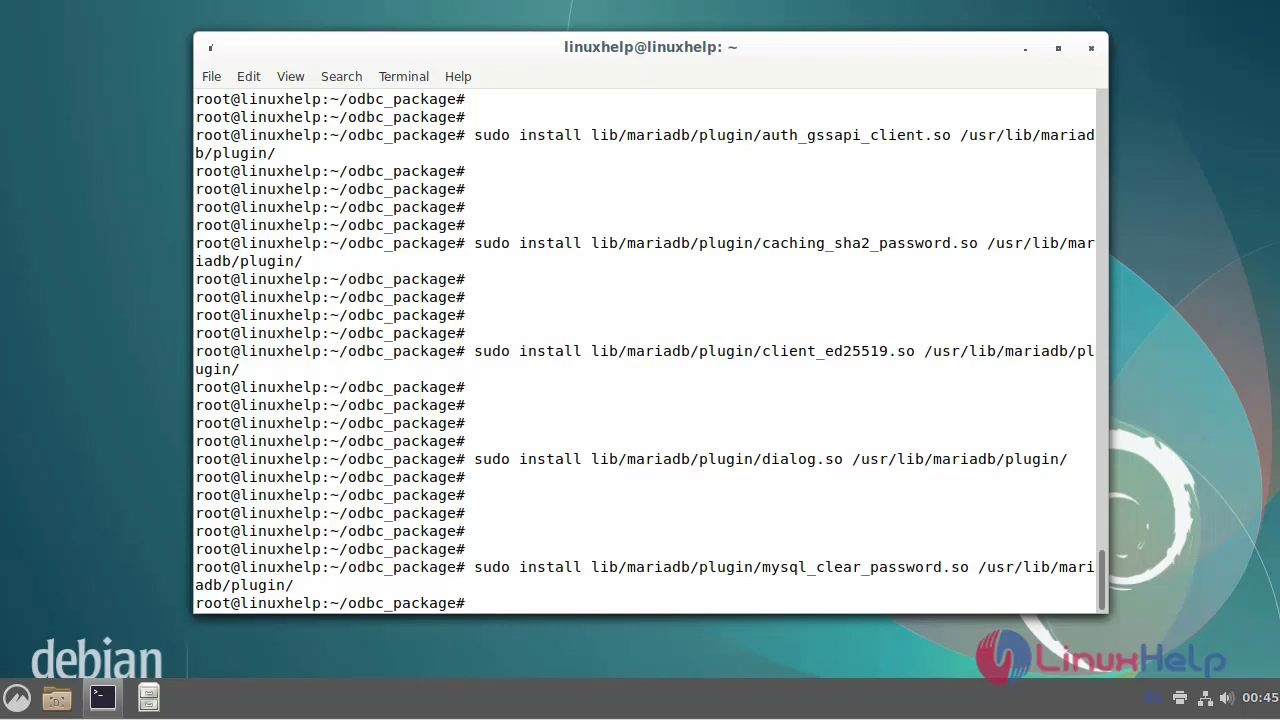 linuxhelp@linuxhelp: ~
File Edit View Search Terminal Help
root@linuxhelp:~/odbc_package#
root@linuxhelp:~/odbc_package#
root@linuxhelp:~/odbc_package# sudo install lib/mariadb/plugin/auth_gssapi_client.so /usr/lib/mariad
b/plugin/
root@linuxhelp:~/odbc_package#
root@linuxhelp:~/odbc_package#
root@linuxhelp:~/odbc_package#
root@linuxhelp:~/odbc_package#
root@linuxhelp:~/odbc_package# sudo install lib/mariadb/plugin/caching_sha2_password.so /usr/lib/mar
iadb/plugin/
root@linuxhelp:~/odbc_package#
root@linuxhelp:~/odbc_package#
root@linuxhelp:~/odbc_package#
root@linuxhelp:~/odbc_package#
root@linuxhelp:~/odbc_package# sudo install lib/mariadb/plugin/client_ed25519.so /usr/lib/mariadb/pl
ugin/
root@linuxhelp:~/odbc_package#
root@linuxhelp:~/odbc_package#
root@linuxhelp:~/odbc_package#
root@linuxhelp:~/odbc_package#
root@linuxhelp:~/odbc_package# sudo install lib/mariadb/plugin/dialog.so /usr/lib/mariadb/plugin/
root@linuxhelp:~/odbc_package#
root@linuxhelp:~/odbc_package#
root@linuxhelp:~/odbc_package#
root@linuxhelp:~/odbc_package#
root@linuxhelp:~/odbc_package#
root@linuxhelp:~/odbc_package# sudo install lib/mariadb/plugin/mysql_clear_password.so /usr/lib/mari
adb/plugin/
root@linuxhelp:~/odbc_package#
debian
LinuxHelp
00:45